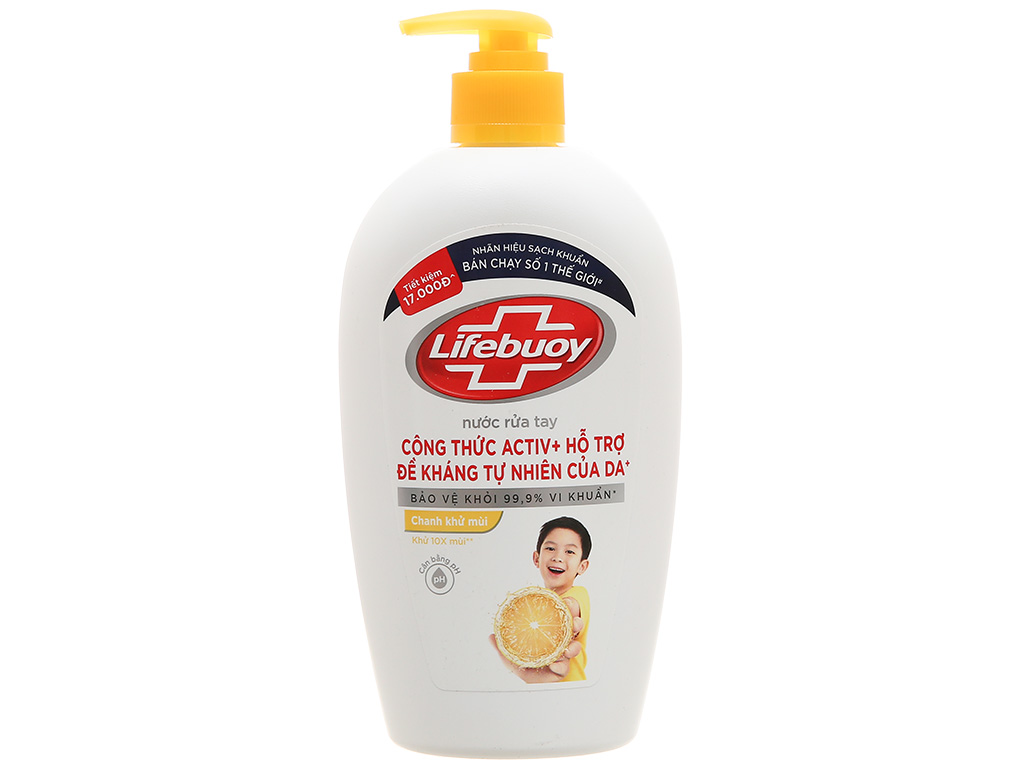 NHÃN HIỆU SẠCH KHUẨN
BÁN CHẠY SỐ 1 THẾ GIỚI#
Tiết kiệm
17.000Đ^
Lifebuoy
nước rửa tay
CÔNG THỨC ACTIV+ HỖ TRỢ
ĐỀ KHÁNG TỰ NHIÊN CỦA DA+
BẢO VỆ KHỎI 99,9% VI KHUẨN*
Chanh khử mùi
Khử 10X mùi**
Cân bằng pH
pH